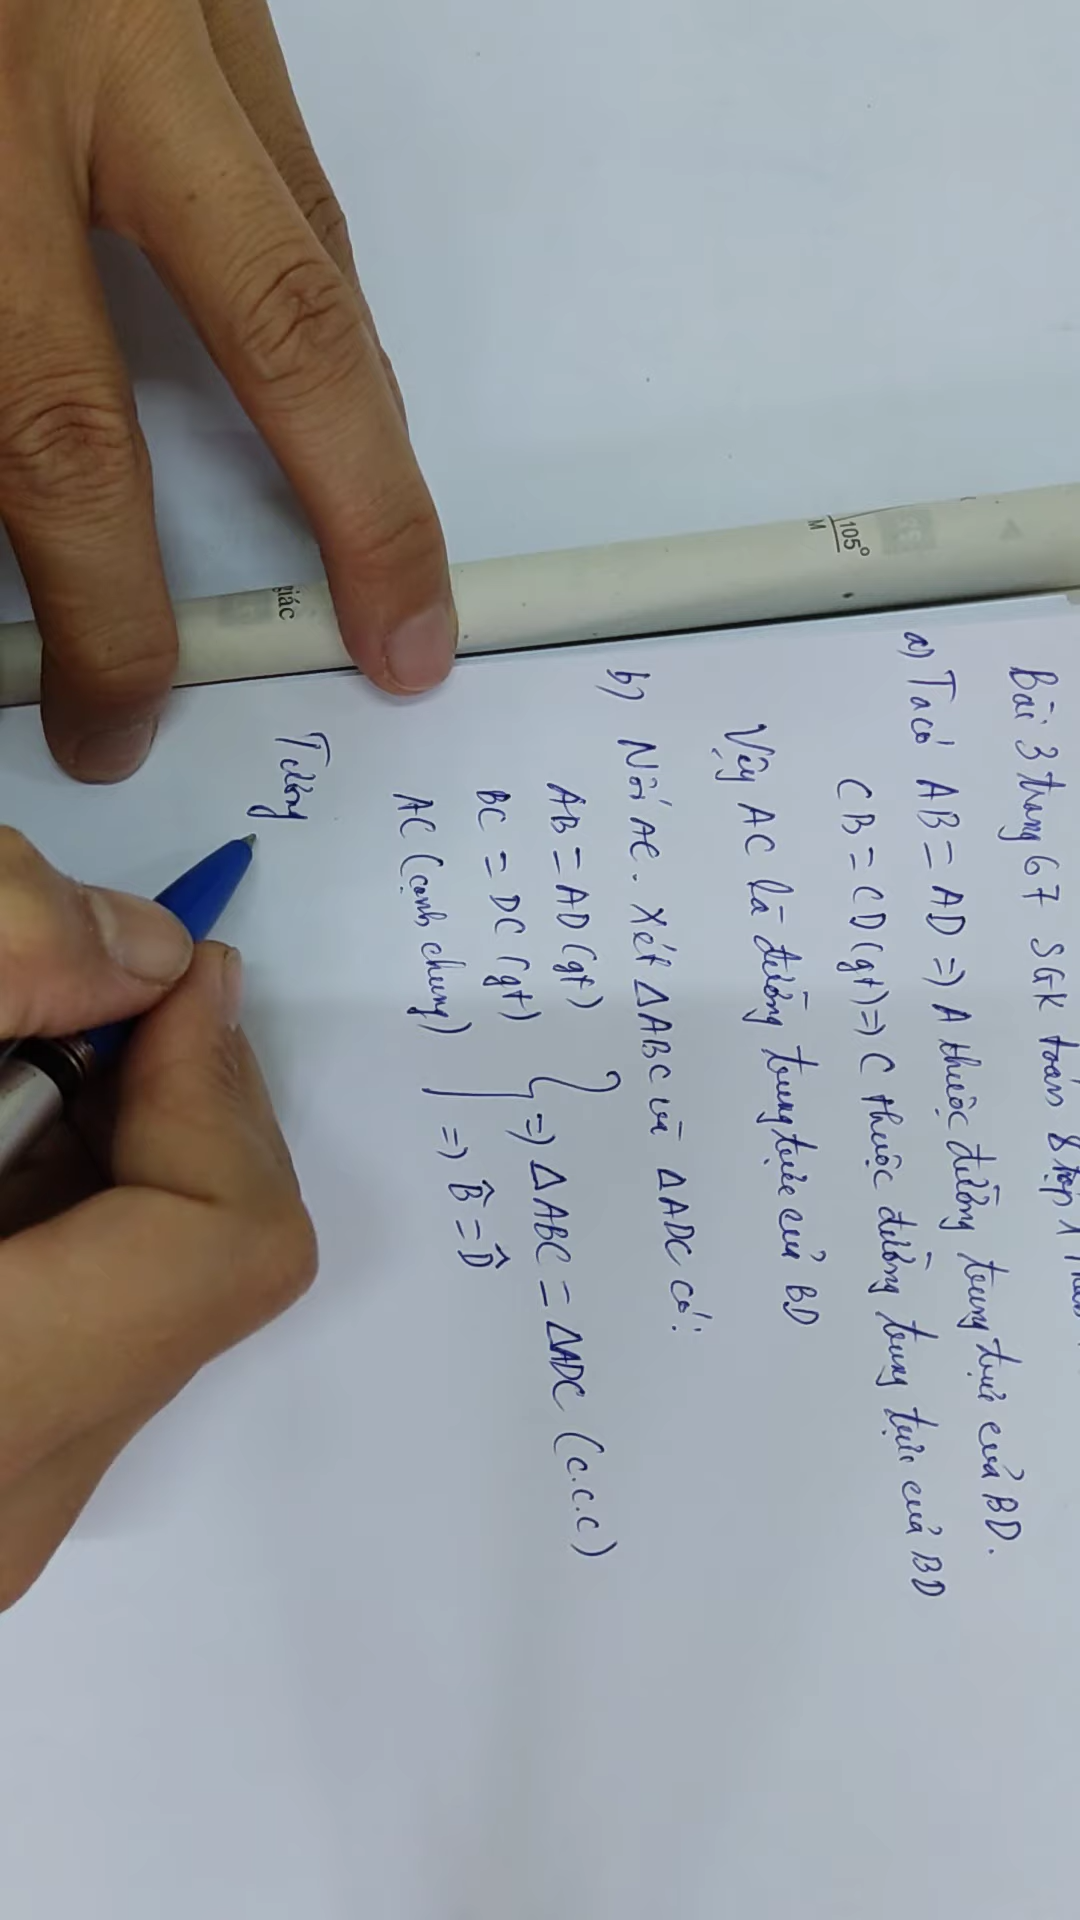 giác
105°
M
Bài 3 trang 67 SGK toán 8 tập 1
a) Ta có AB = AD => A thuộc đường trung trực của BD.
CB = CD (gt) => C thuộc đường trung trực của BD
Vậy AC là đường trung trực của BD
b) Nối AC. Xét ΔABC và ΔADC có:
AB = AD (gt)
BC = DC (gt) } => ΔABC = ΔADC (c.c.c)
AC (cạnh chung) => B̂ = D̂
Tương